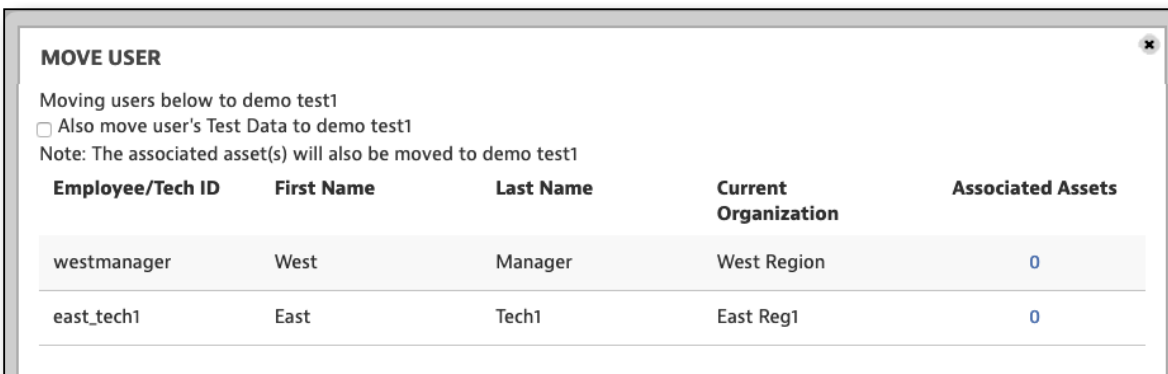 MOVE USER
Moving users below to demo test1
Also move user's Test Data to demo test1
Note: The associated asset(s) will also be moved to demo test1
Employee/Tech ID First Name Last Name Current Organization Associated Assets
westmanager West Manager West Region 0
east_tech1 East Tech1 East Reg1 0